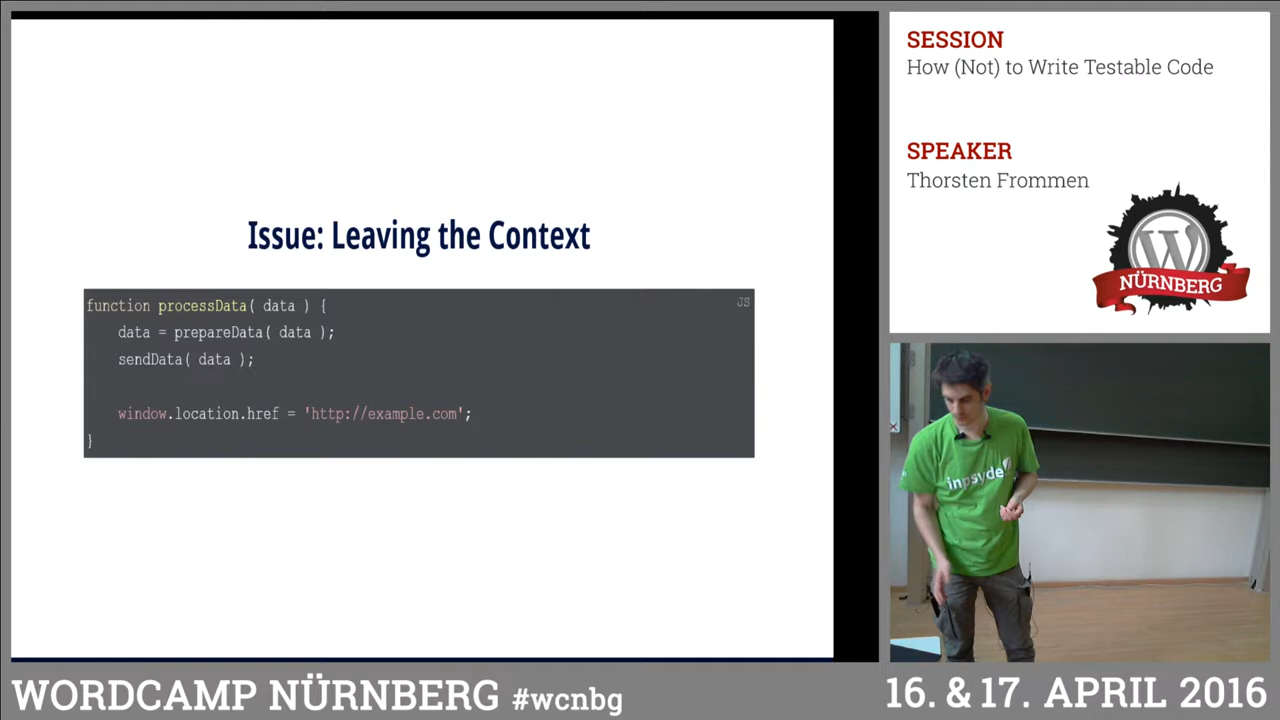 Issue: Leaving the Context
JS
function processData( data ) {
data = prepareData( data );
sendData( data );
window.location.href = 'http://example.com';
}
SESSION
How (Not) to Write Testable Code
SPEAKER
Thorsten Frommen
W
NÜRNBERG
inpsyde
WORDCAMP NÜRNBERG #wcnbg
16. & 17. APRIL 2016